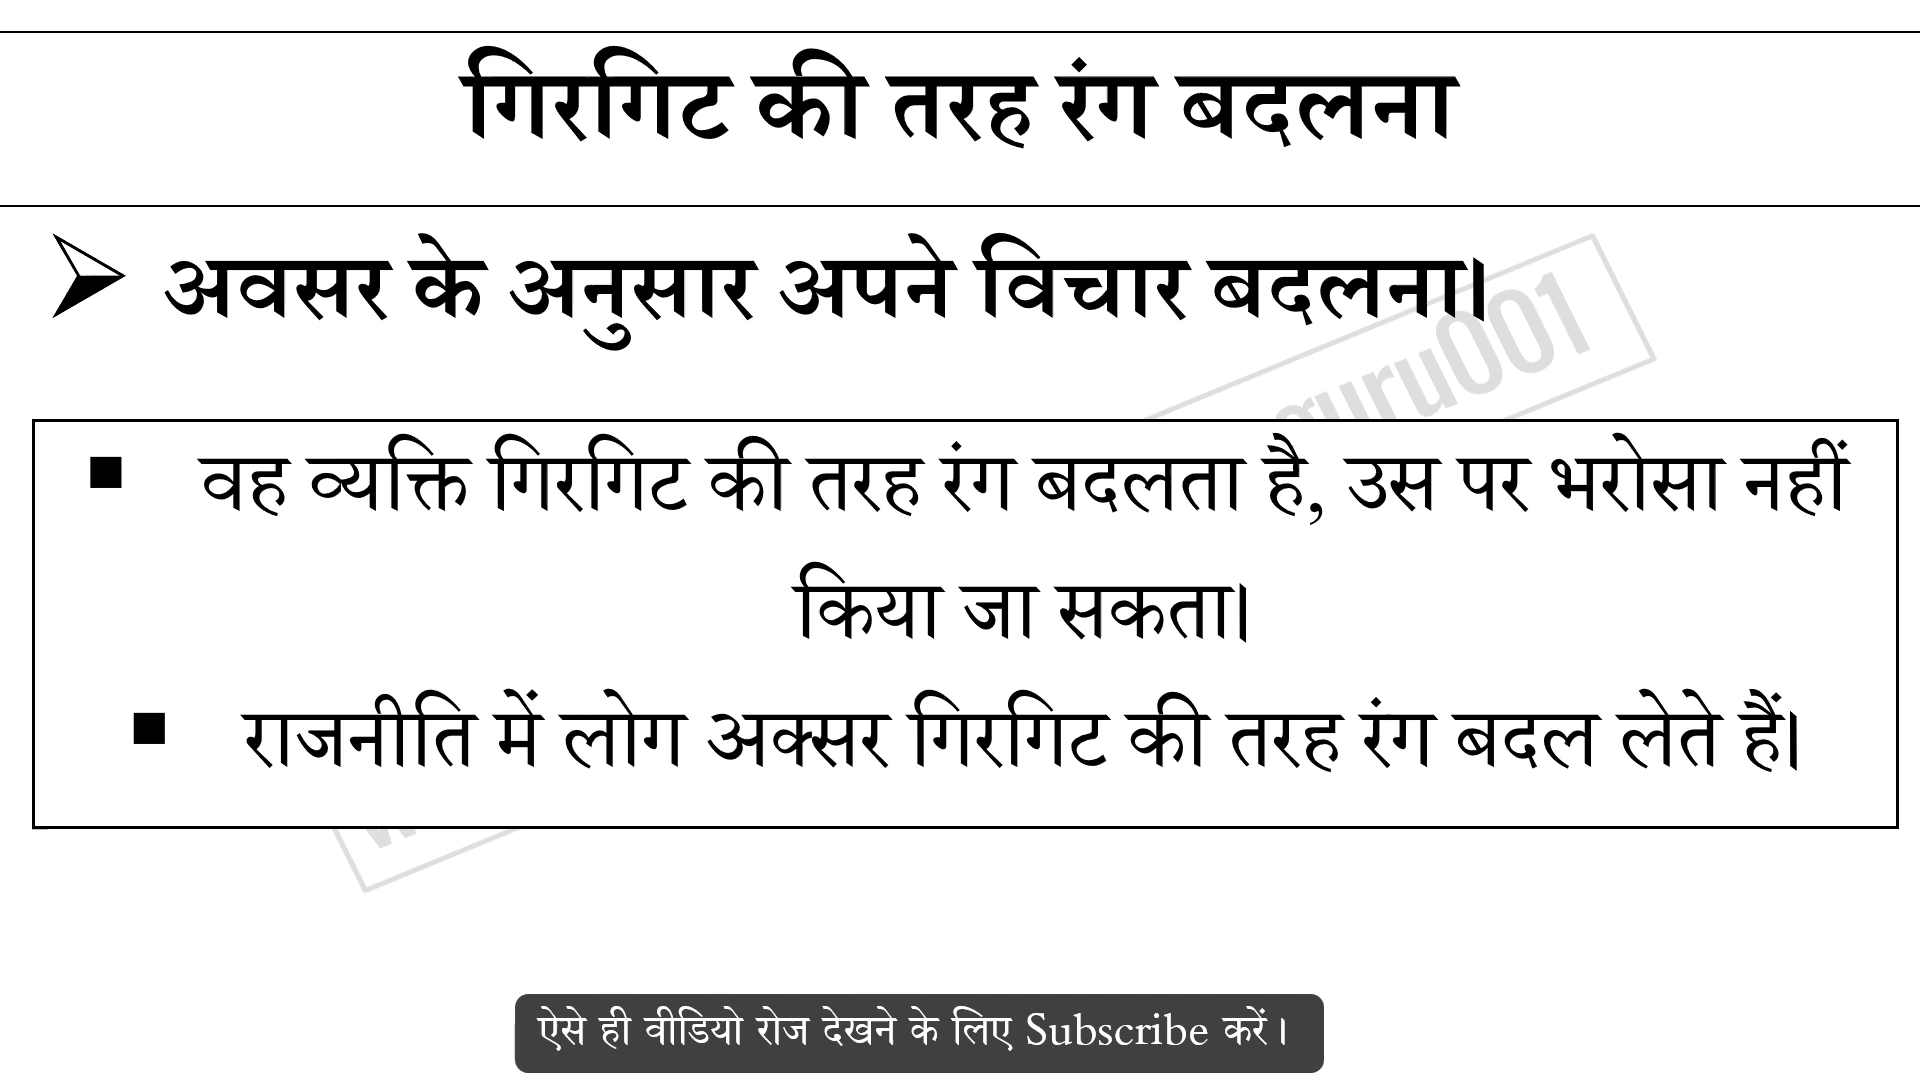 गिरगिट की तरह रंग बदलना
अवसर के अनुसार अपने विचार बदलना।
guru001
वह व्यक्ति गिरगिट की तरह रंग बदलता है, उस पर भरोसा नहीं
किया जा सकता।
राजनीति में लोग अक्सर गिरगिट की तरह रंग बदल लेते हैं।
ऐसे ही वीडियो रोज देखने के लिए Subscribe करें।